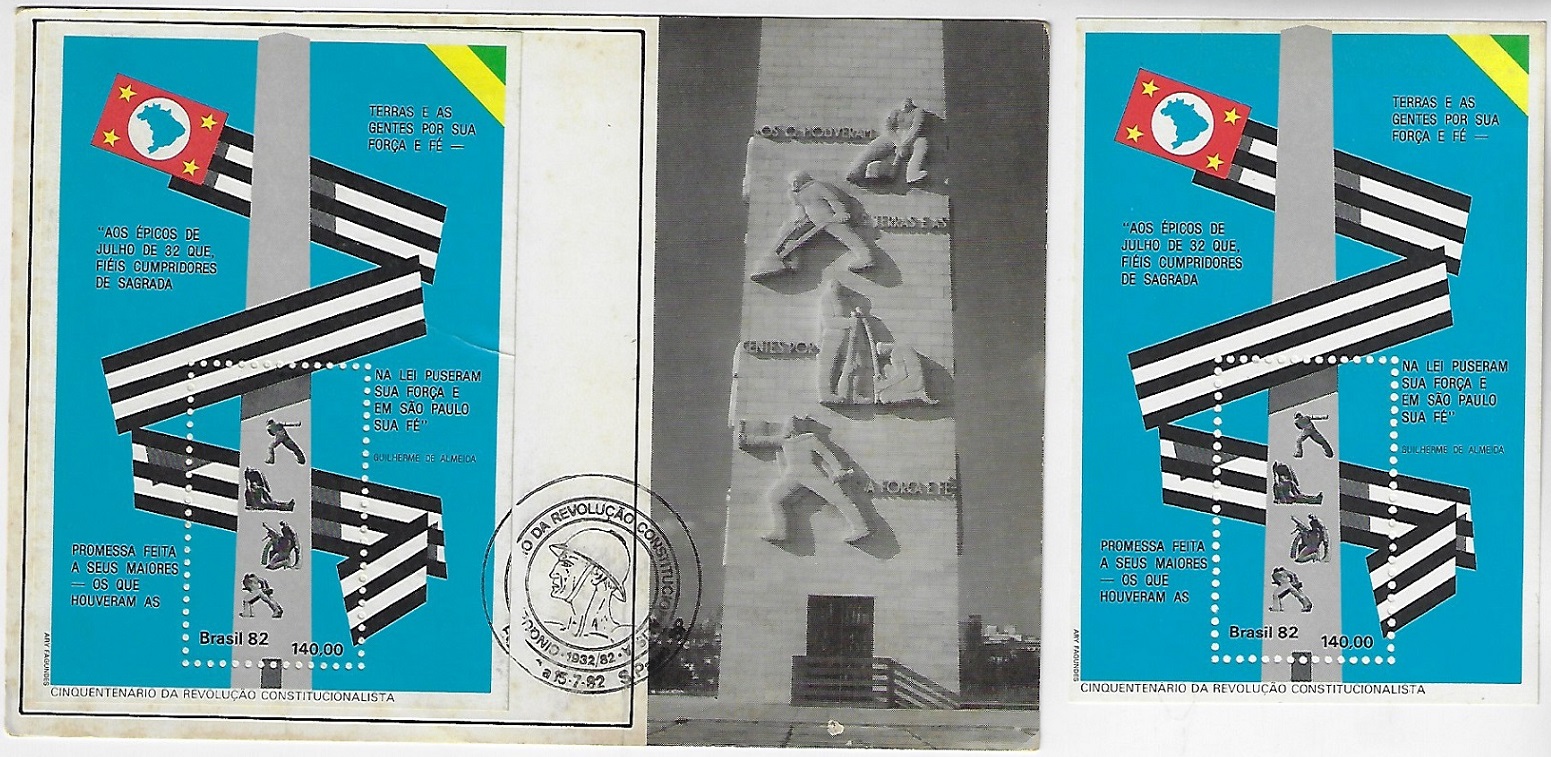 TERRAS E AS
GENTES POR SUA
FORÇA E FÉ —
"AOS ÉPICOS DE
JULHO DE 32 QUE,
FIÉIS CUMPRIDORES
DE SAGRADA
NA LEI PUSERAM
SUA FORÇA E
EM SÃO PAULO
SUA FÉ"
GUILHERME DE ALMEIDA
PROMESSA FEITA
A SEUS MAIORES
— OS QUE
HOUVERAM AS
Brasil 82 140,00
ARY FAGUNDES
CINQUENTENARIO DA REVOLUÇÃO CONSTITUCIONALISTA
O DA REVOLUÇÃO CONSTITUCIO
1932/82
a 15-7-82
OS Q. HOUVERAM
TERRAS E AS
GENTES POR
A FORÇA E FÉ
TERRAS E AS
GENTES POR SUA
FORÇA E FÉ —
"AOS ÉPICOS DE
JULHO DE 32 QUE,
FIÉIS CUMPRIDORES
DE SAGRADA
NA LEI PUSERAM
SUA FORÇA E
EM SÃO PAULO
SUA FÉ"
GUILHERME DE ALMEIDA
PROMESSA FEITA
A SEUS MAIORES
— OS QUE
HOUVERAM AS
Brasil 82 140,00
ARY FAGUNDES
CINQUENTENARIO DA REVOLUÇÃO CONSTITUCIONALISTA